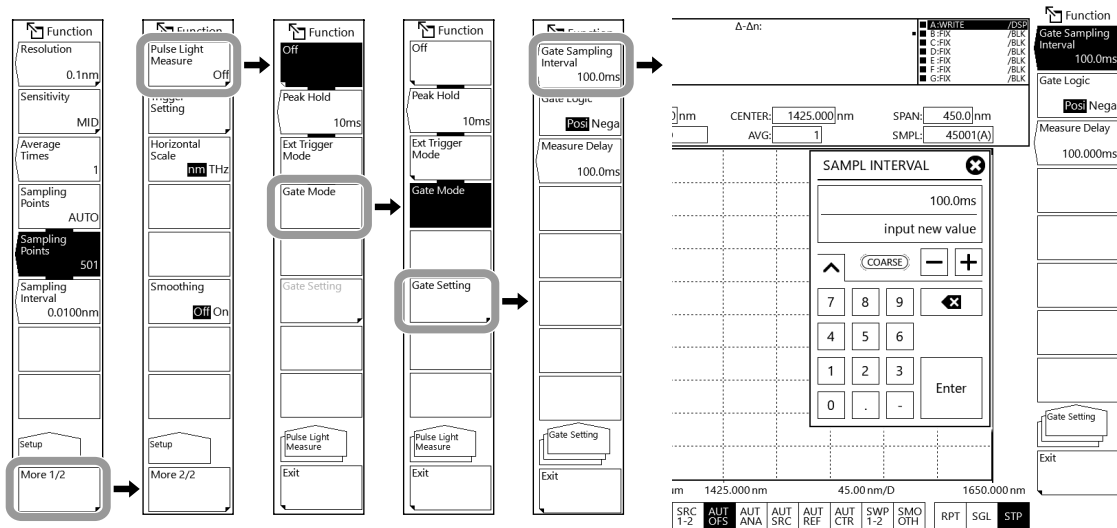 Function
Resolution
0.1nm
Sensitivity
MID
Average
Times
1
Sampling
Points
AUTO
Sampling
Points
501
Sampling
Interval
0.0100nm
Setup
More 1/2
Pulse Light
Measure
Off
Setting
Horizontal
Scale
nm THz
Smoothing
Off On
Setup
More 2/2
Function
Off
Peak Hold
10ms
Ext Trigger
Mode
Gate Mode
Gate Setting
Pulse Light
Measure
Exit
Function
Off
Peak Hold
10ms
Ext Trigger
Mode
Gate Mode
Gate Setting
Pulse Light
Measure
Exit
Gate Sampling
Interval
100.0ms
Gate Logic
Posi Nega
Measure Delay
100.0ms
Gate Setting
Exit
Δ-Δn:
A:WRITE /DSP
B:FIX /BLK
C:FIX /BLK
D:FIX /BLK
E:FIX /BLK
F:FIX /BLK
G:FIX /BLK
nm CENTER: 1425.000 nm SPAN: 450.0 nm
AVG: 1 SMPL: 45001(A)
SAMPL INTERVAL
100.0ms
input new value
COARSE − +
7 8 9
4 5 6
1 2 3
Enter
0 . -
1425.000 nm 45.00 nm/D 1650.000 nm
SRC 1-2
AUT OFS
AUT ANA
AUT SRC
AUT REF
AUT CTR
SWP 1-2
SMO OTH
RPT
SGL
STP
Function
Gate Sampling
Interval
100.0ms
Gate Logic
Posi Nega
Measure Delay
100.000ms
Gate Setting
Exit